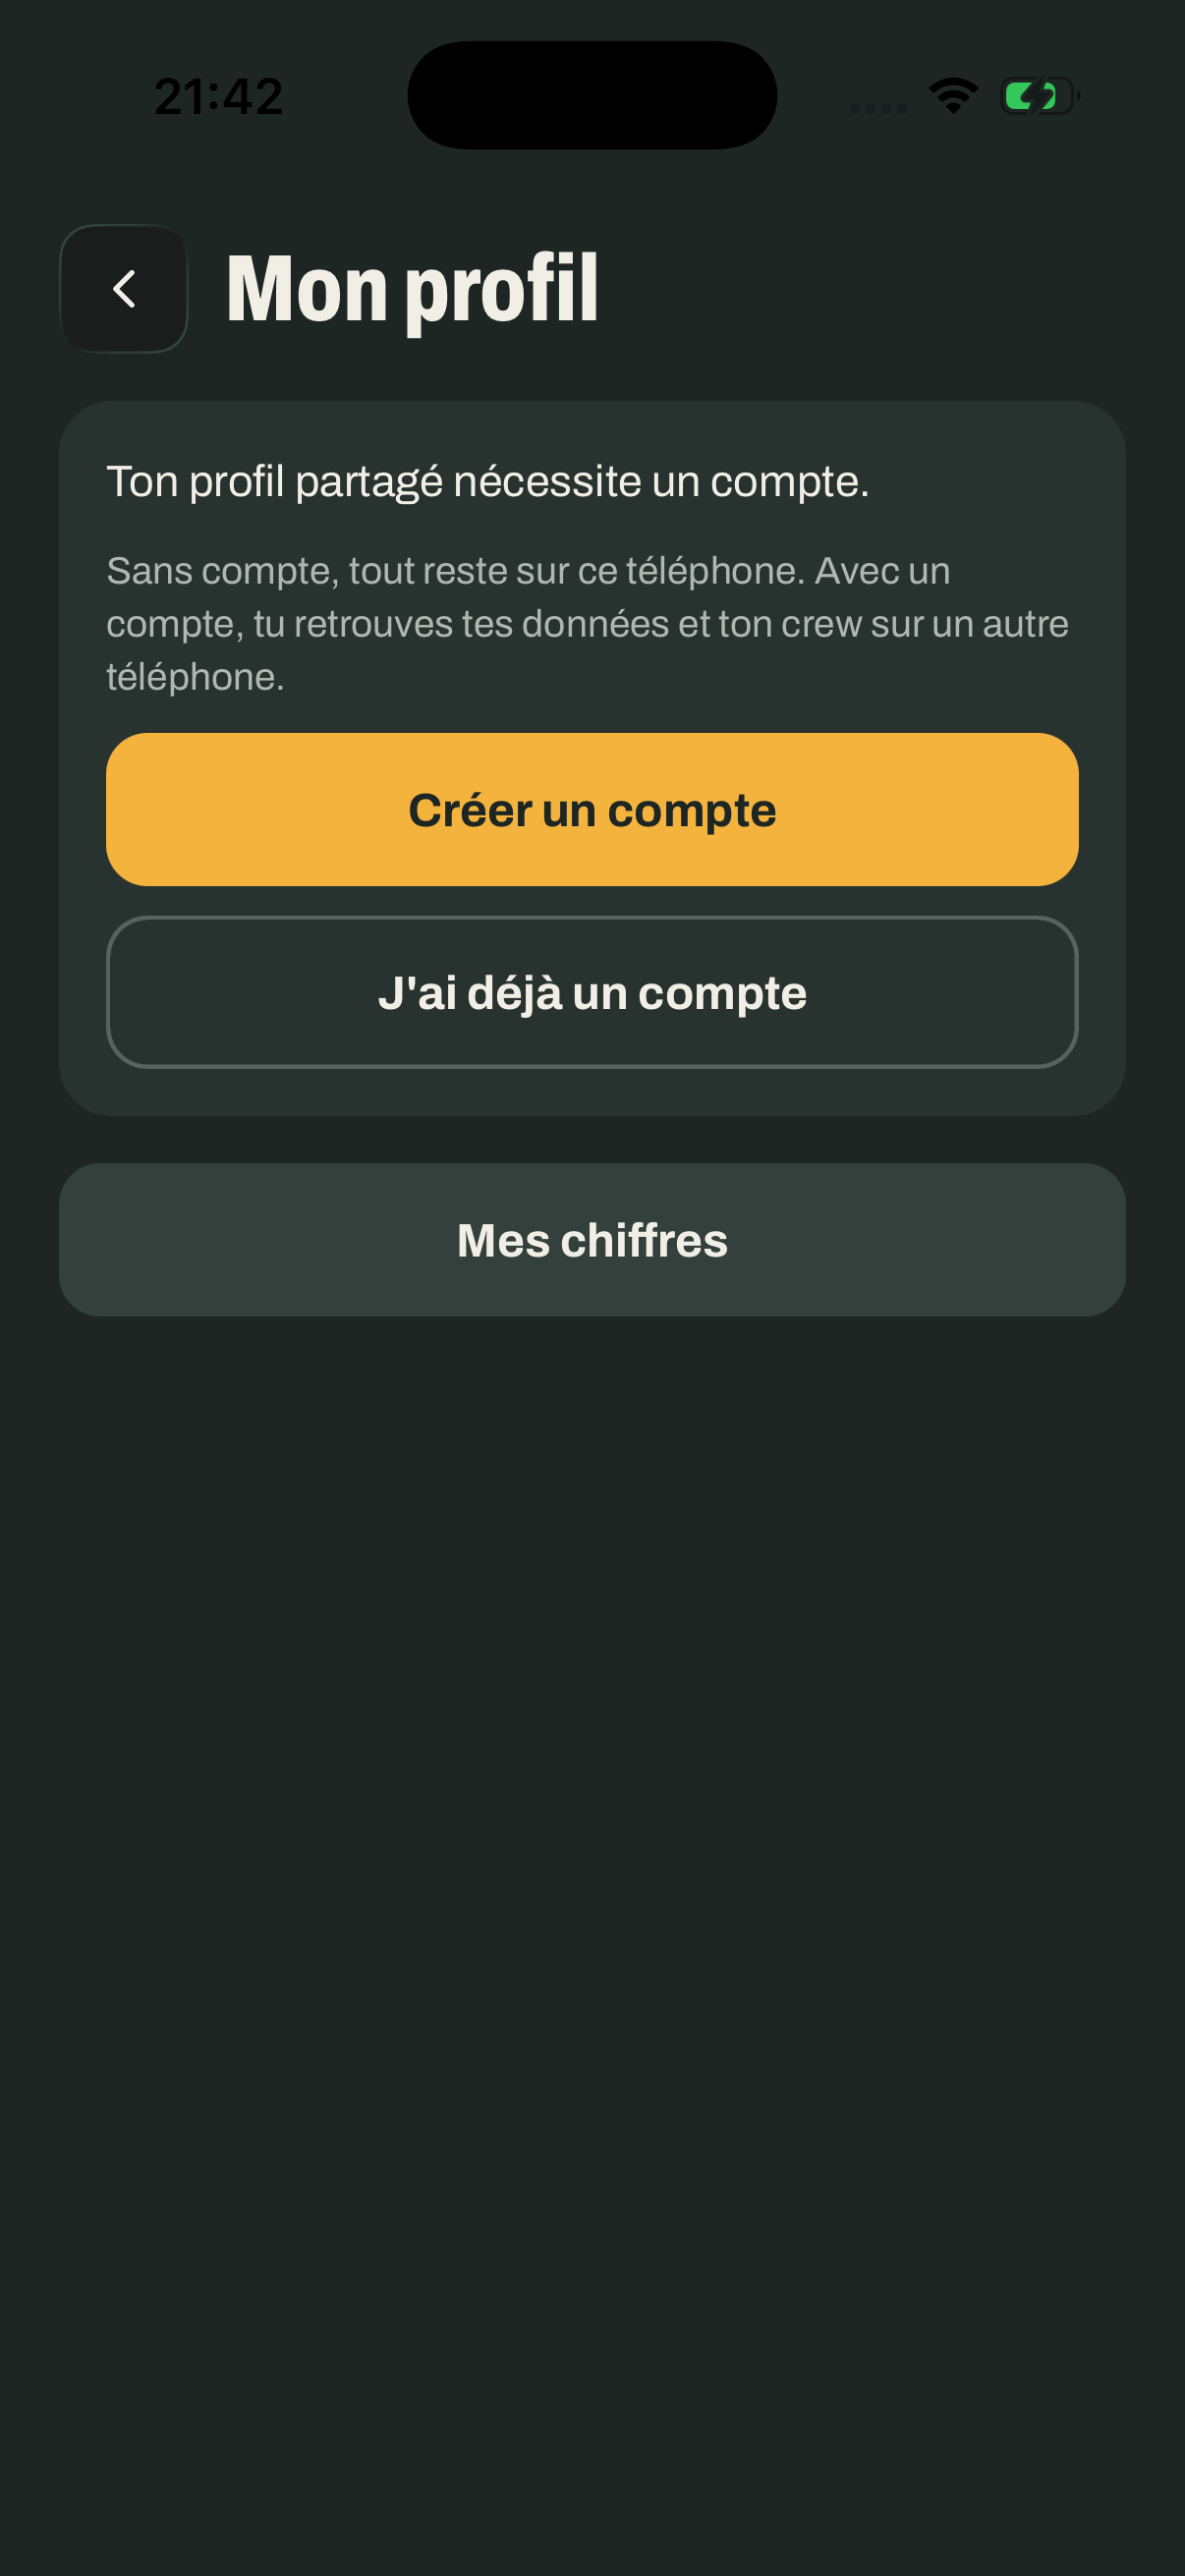 21:42
Mon profil
Ton profil partagé nécessite un compte.
Sans compte, tout reste sur ce téléphone. Avec un
compte, tu retrouves tes données et ton crew sur un autre
téléphone.
Créer un compte
J'ai déjà un compte
Mes chiffres